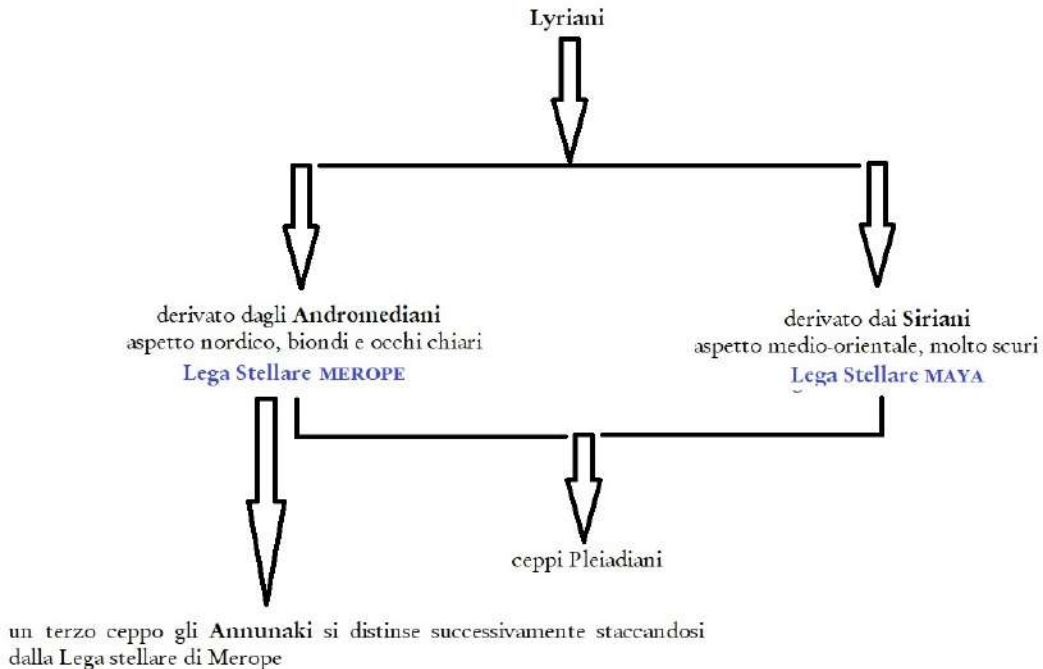 Lyriani
derivato dagli Andromediani
aspetto nordico, biondi e occhi chiari
Lega Stellare MEROPE
derivato dai Siriani
aspetto medio-orientale, molto scuri
Lega Stellare MAYA
ceppi Pleiadiani
un terzo ceppo gli Annunaki si distinse successivamente staccandosi
dalla Lega stellare di Merope